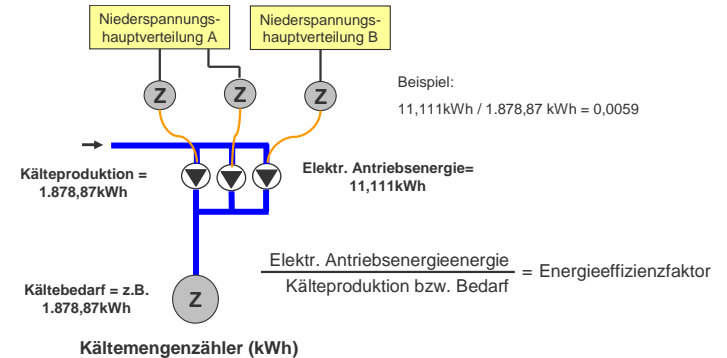 Niederspannungs-
hauptverteilung A
Niederspannungs-
hauptverteilung B
Z
Z
Z
Beispiel:
11,111kWh / 1.878,87 kWh = 0,0059
Kälteproduktion =
1.878,87kWh
Elektr. Antriebsenergie=
11,111kWh
Elektr. Antriebsenergieenergie
Kälteproduktion bzw. Bedarf
= Energieeffizienzfaktor
Kältebedarf = z.B.
1.878,87kWh
Z
Kältemengenzähler (kWh)